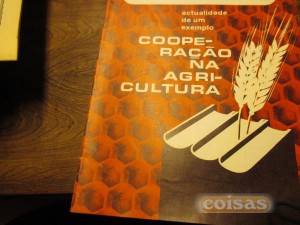 actualidade
de um
exemplo
COOPE-
RAÇÃO
NA
AGRI-
CULTURA
coisas